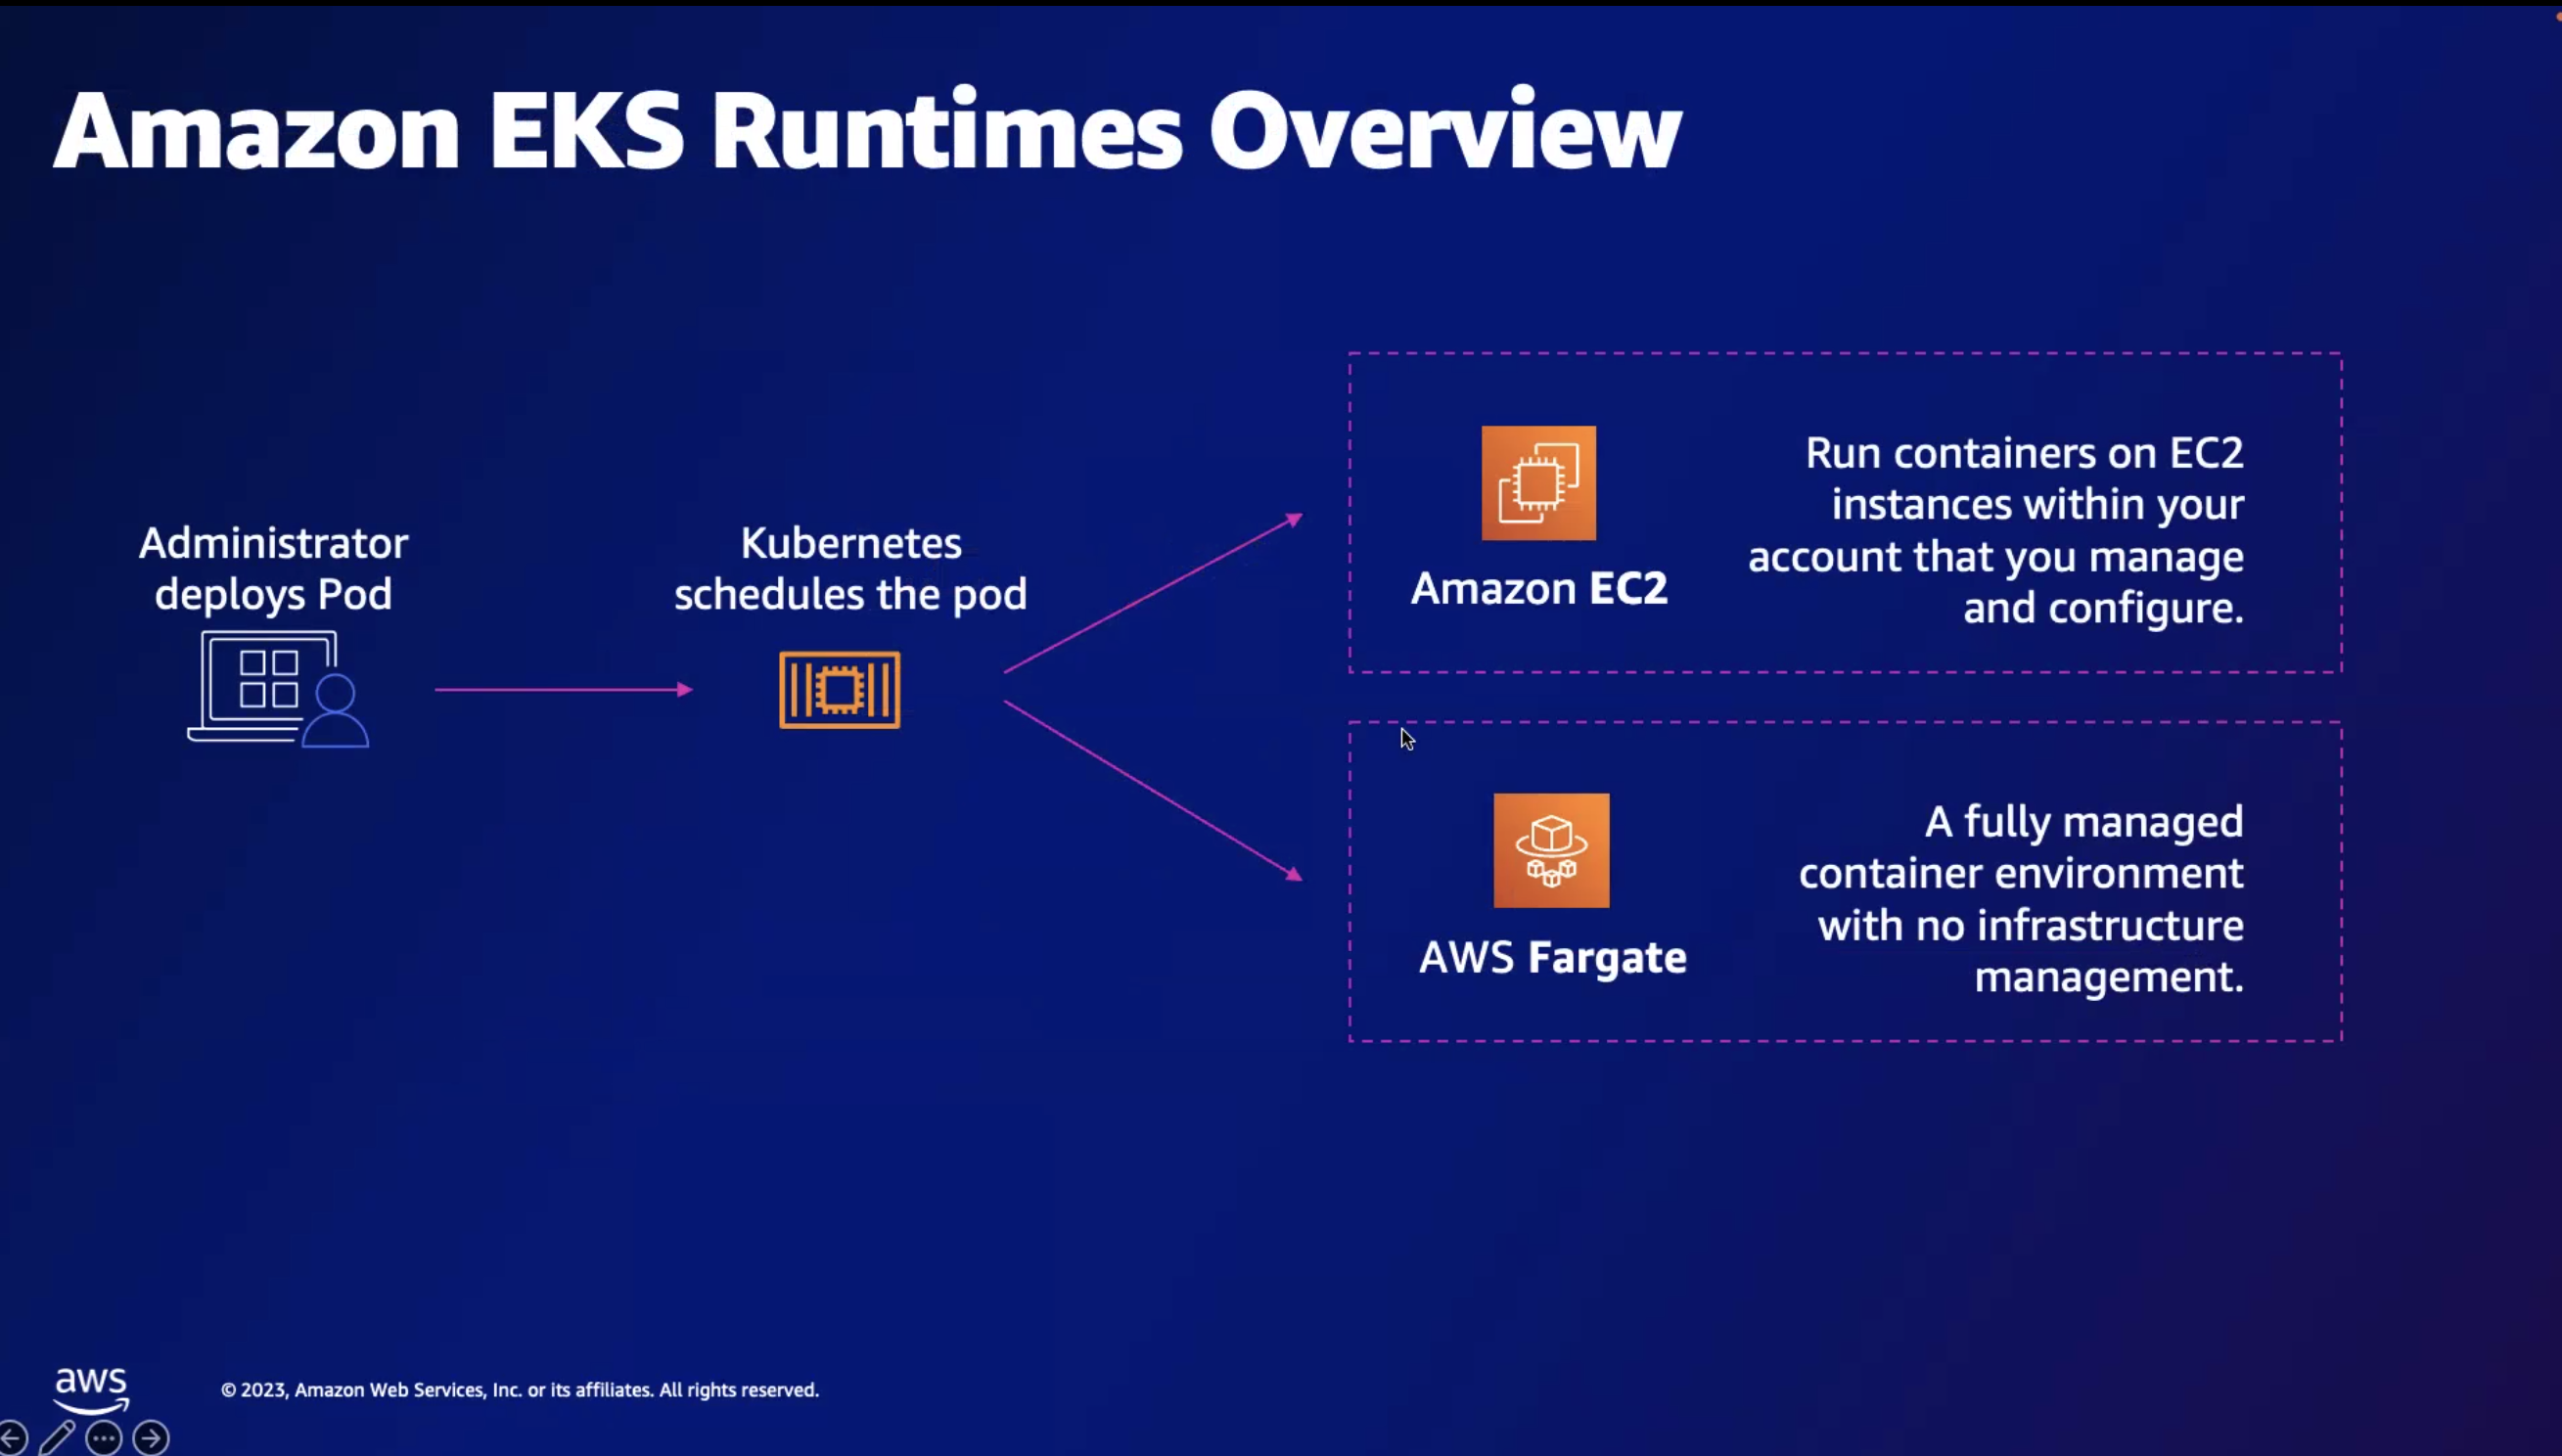 Amazon EKS Runtimes Overview
Administrator
deploys Pod
Kubernetes
schedules the pod
Amazon EC2
Run containers on EC2
instances within your
account that you manage
and configure.
AWS Fargate
A fully managed
container environment
with no infrastructure
management.
aws
© 2023, Amazon Web Services, Inc. or its affiliates. All rights reserved.